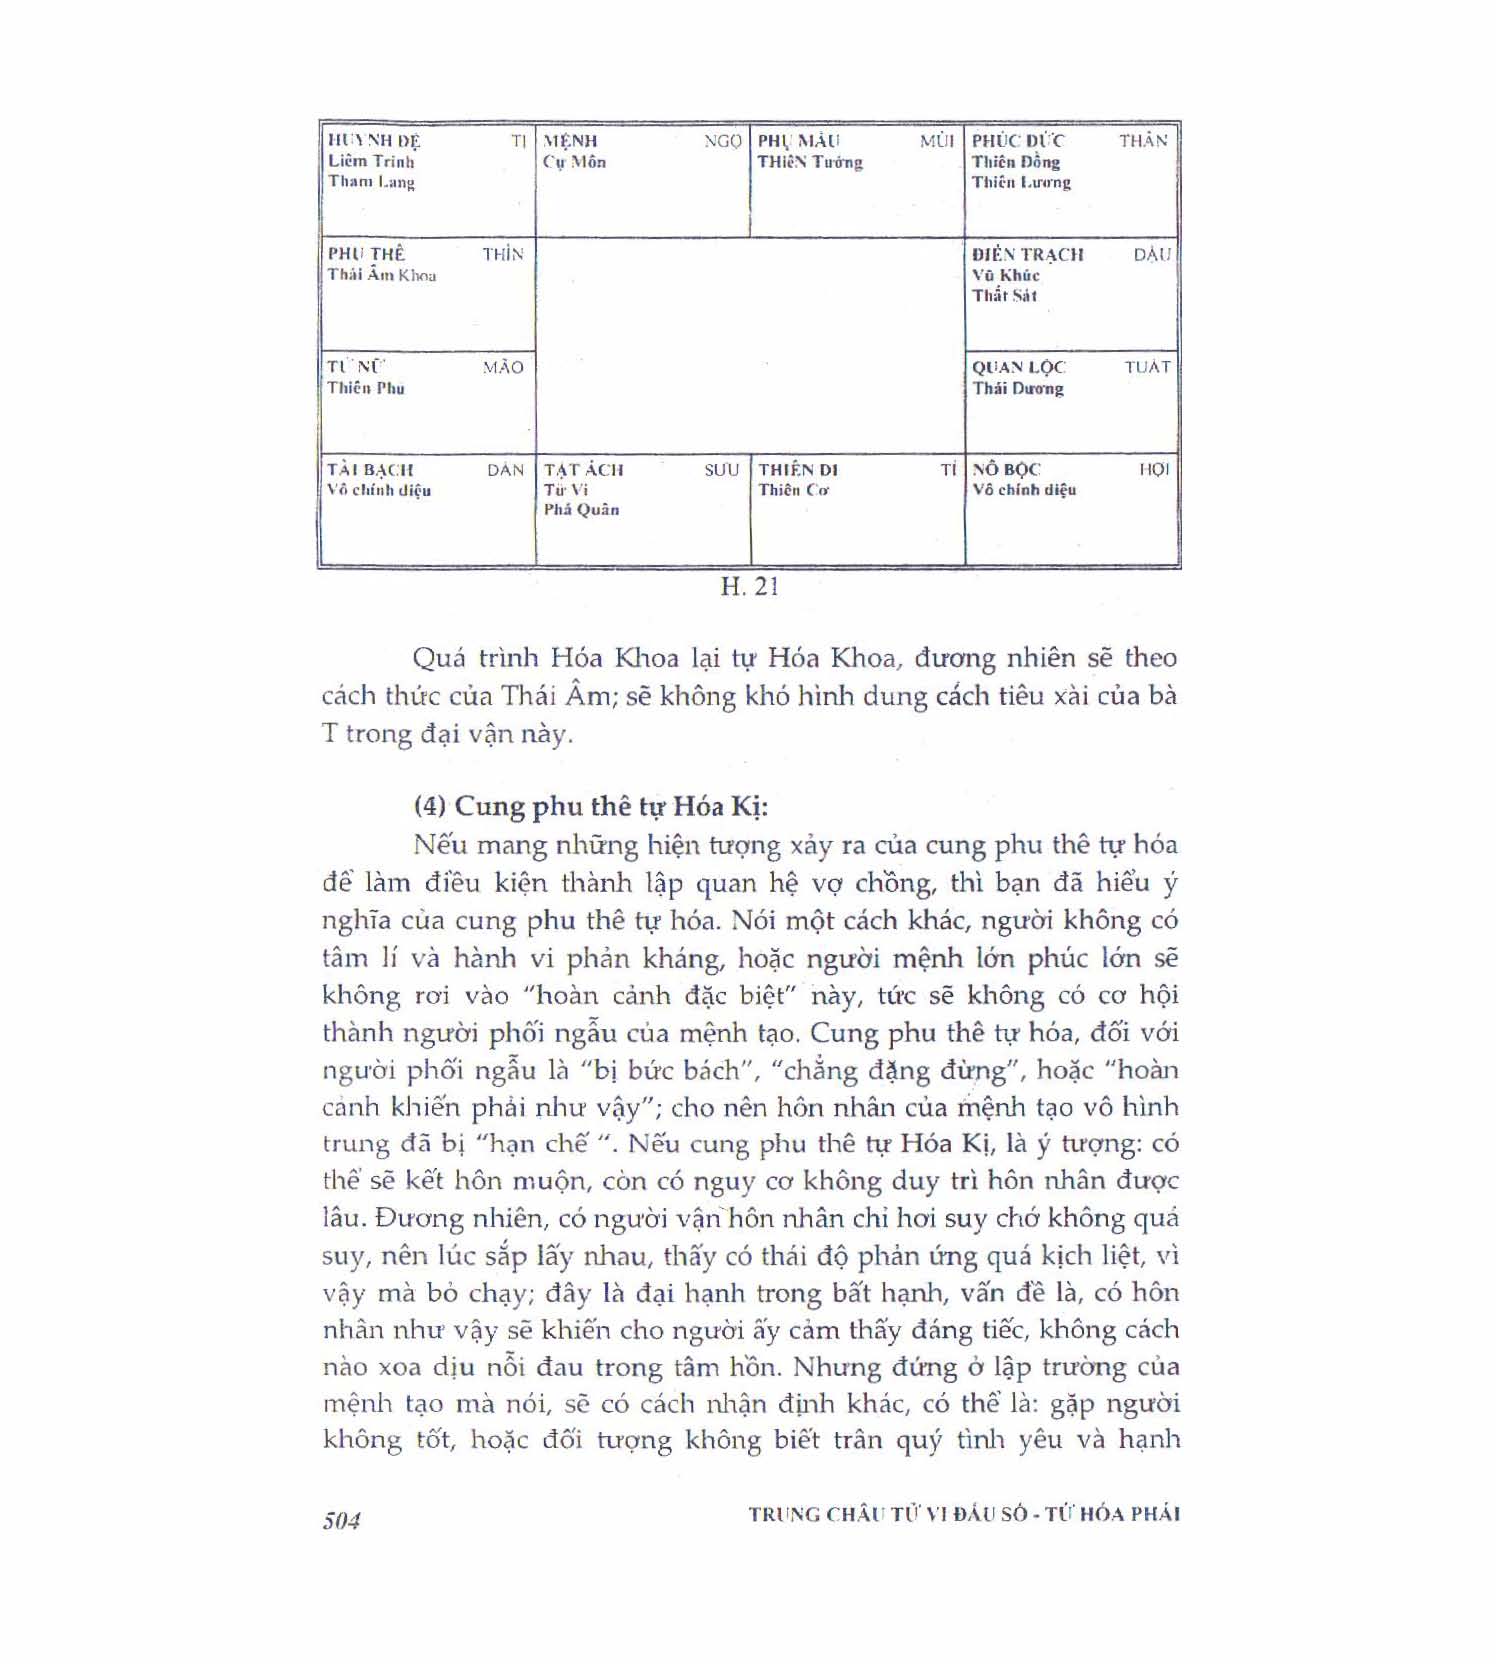 HUYNH ĐỆ TỊ
Liêm Trinh
Tham Lang
MỆNH NGỌ
Cự Môn
PHỤ MẪU MÙI
THiêN Tướng
PHÚC ĐỨC THÂN
Thiên Đồng
Thiên Lương
PHU THÊ THÌN
Thái Âm Khoa
ĐIỀN TRẠCH DẬU
Vũ Khúc
Thất Sát
TỬ NỮ MÃO
Thiên Phủ
QUAN LỘC TUẤT
Thái Dương
TÀI BẠCH DẦN
Vô chính diệu
TẬT ÁCH SỬU
Tử Vi
Phá Quân
THIÊN DI TÍ
Thiên Cơ
NÔ BỘC HỢI
Vô chính diệu
H. 21
Quá trình Hóa Khoa lại tự Hóa Khoa, đương nhiên sẽ theo
cách thức của Thái Âm; sẽ không khó hình dung cách tiêu xài của bà
T trong đại vận này.
(4) Cung phu thê tự Hóa Kị:
Nếu mang những hiện tượng xảy ra của cung phu thê tự hóa
để làm điều kiện thành lập quan hệ vợ chồng, thì bạn đã hiểu ý
nghĩa của cung phu thê tự hóa. Nói một cách khác, người không có
tâm lí và hành vi phản kháng, hoặc người mệnh lớn phúc lớn sẽ
không rơi vào "hoàn cảnh đặc biệt" này, tức sẽ không có cơ hội
thành người phối ngẫu của mệnh tạo. Cung phu thê tự hóa, đối với
người phối ngẫu là "bị bức bách", "chẳng đặng đừng", hoặc "hoàn
cảnh khiến phải như vậy"; cho nên hôn nhân của mệnh tạo vô hình
trung đã bị "hạn chế ". Nếu cung phu thê tự Hóa Kị, là ý tượng: có
thể sẽ kết hôn muộn, còn có nguy cơ không duy trì hôn nhân được
lâu. Đương nhiên, có người vận hôn nhân chỉ hơi suy chớ không quá
suy, nên lúc sắp lấy nhau, thấy có thái độ phản ứng quá kịch liệt, vì
vậy mà bỏ chạy; đây là đại hạnh trong bất hạnh, vấn đề là, có hôn
nhân như vậy sẽ khiến cho người ấy cảm thấy đáng tiếc, không cách
nào xoa dịu nỗi đau trong tâm hồn. Nhưng đứng ở lập trường của
mệnh tạo mà nói, sẽ có cách nhận định khác, có thể là: gặp người
không tốt, hoặc đối tượng không biết trân quý tình yêu và hạnh
504 TRUNG CHÂU TỬ VI ĐẨU SỐ - TỨ HÓA PHÁI